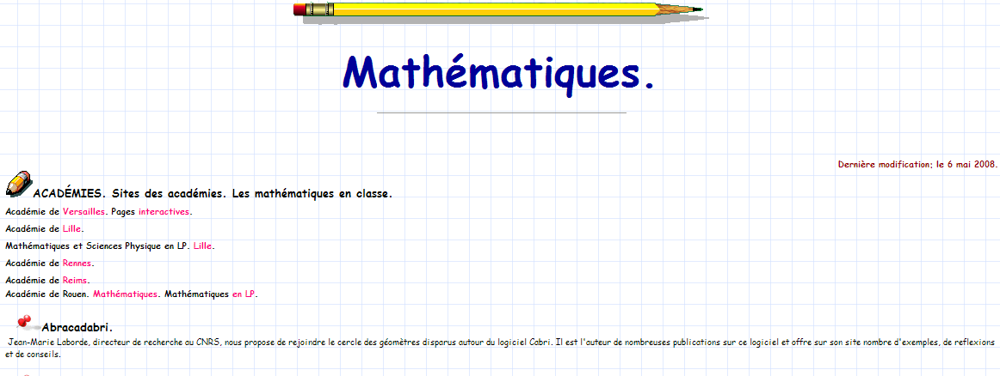 Mathématiques.
Dernière modification; le 6 mai 2008.
ACADÉMIES. Sites des académies. Les mathématiques en classe.
Académie de Versailles. Pages interactives.
Académie de Lille.
Mathématiques et Sciences Physique en LP. Lille.
Académie de Rennes.
Académie de Reims.
Académie de Rouen. Mathématiques. Mathématiques en LP.
Abracadabri.
Jean-Marie Laborde, directeur de recherche au CNRS, nous propose de rejoindre le cercle des géomètres disparus autour du logiciel Cabri. Il est l'auteur de nombreuses publications sur ce logiciel et offre sur son site nombre d'exemples, de reflexions
et de conseils.